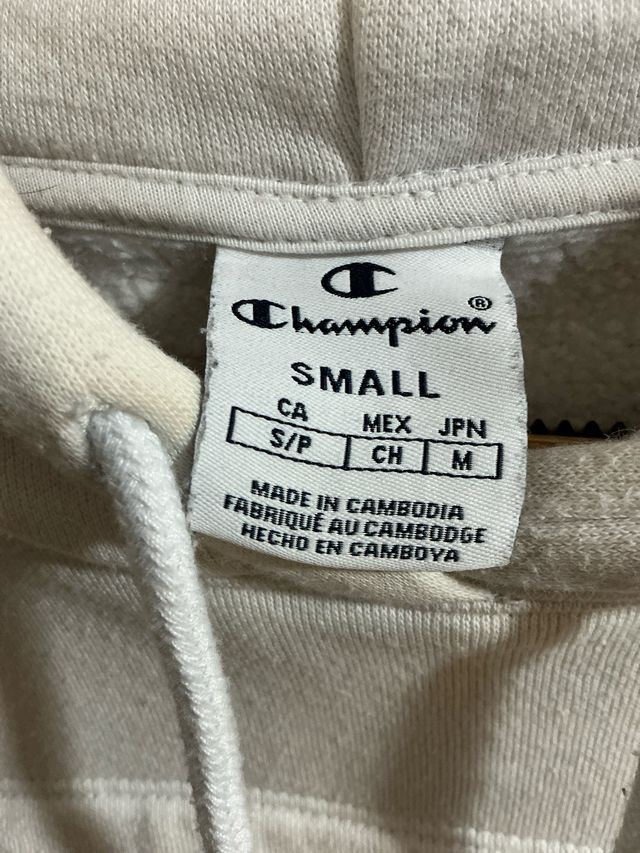 Champion®
SMALL
CA MEX JPN
S/P CH M
MADE IN CAMBODIA
FABRIQUÉ AU CAMBODGE
HECHO EN CAMBOYA